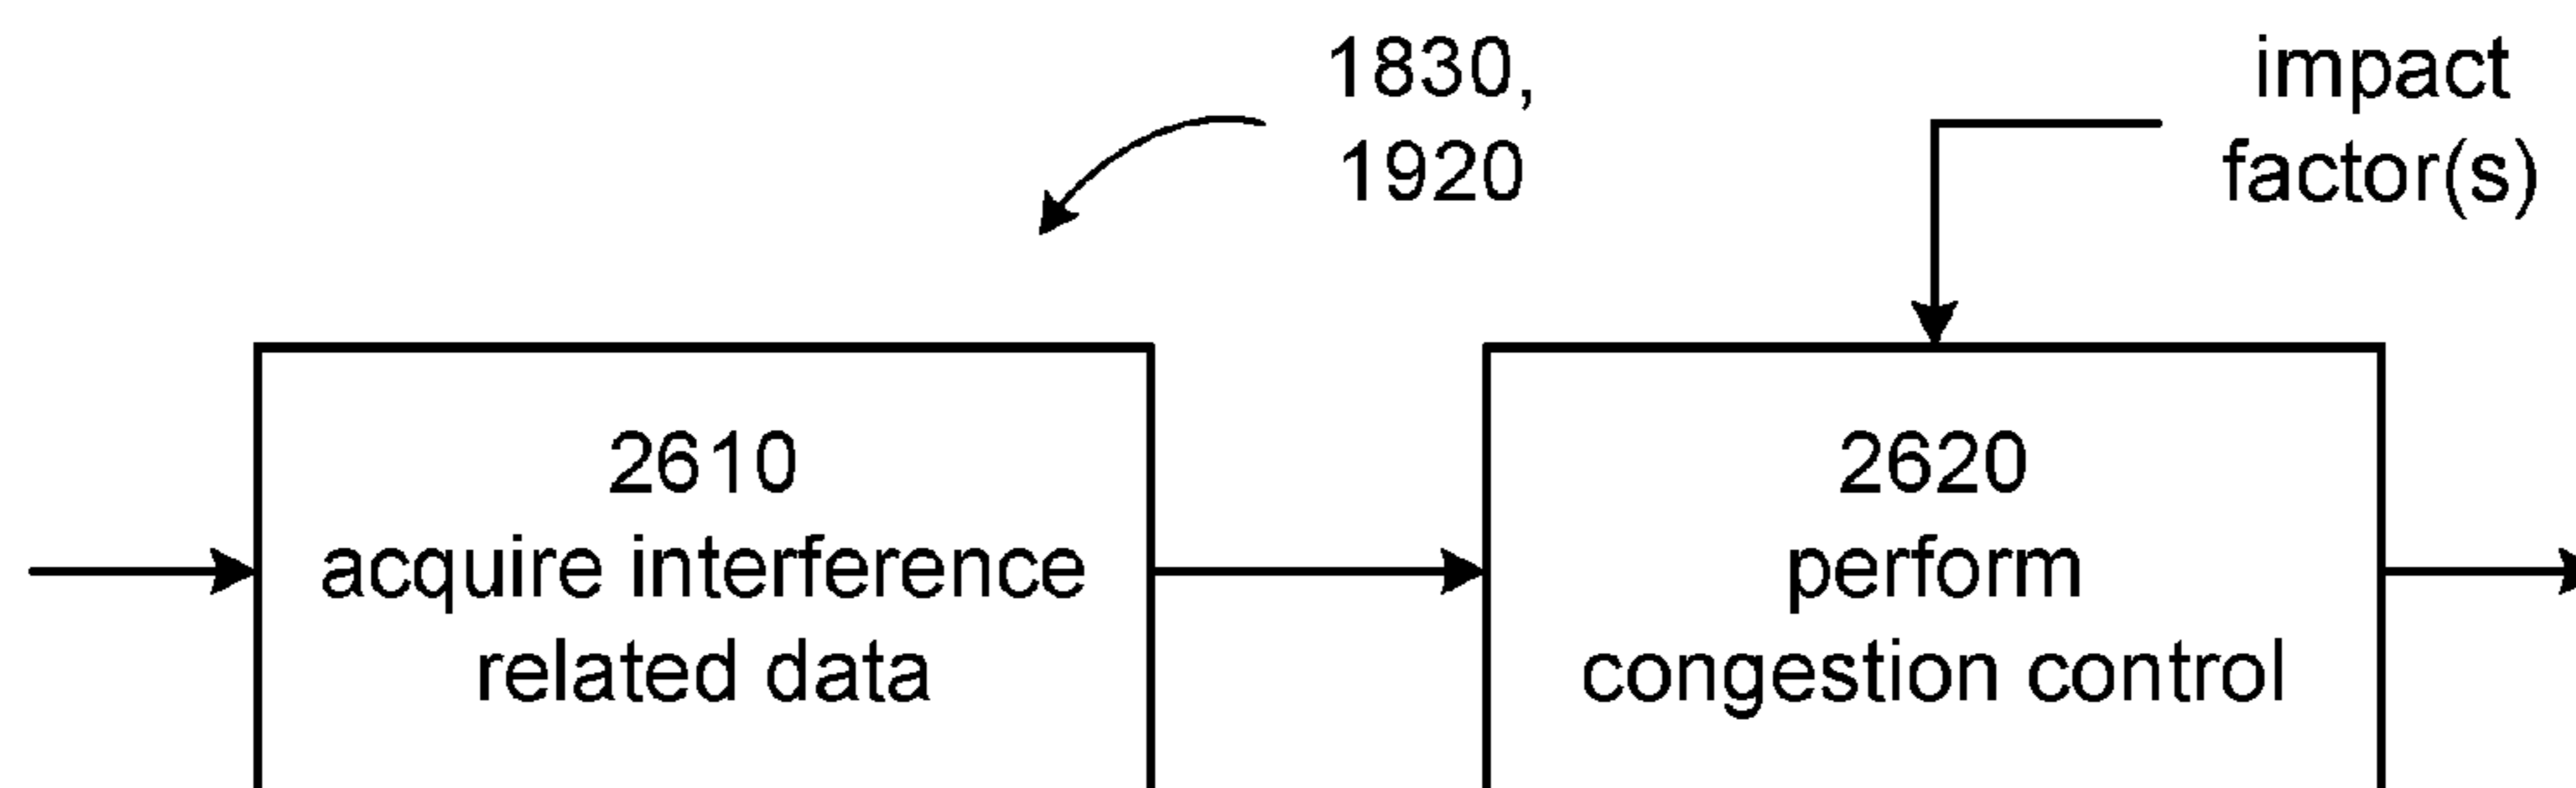 1830,
1920
impact
factor(s)
2610
acquire interference
related data
2620
perform
congestion control